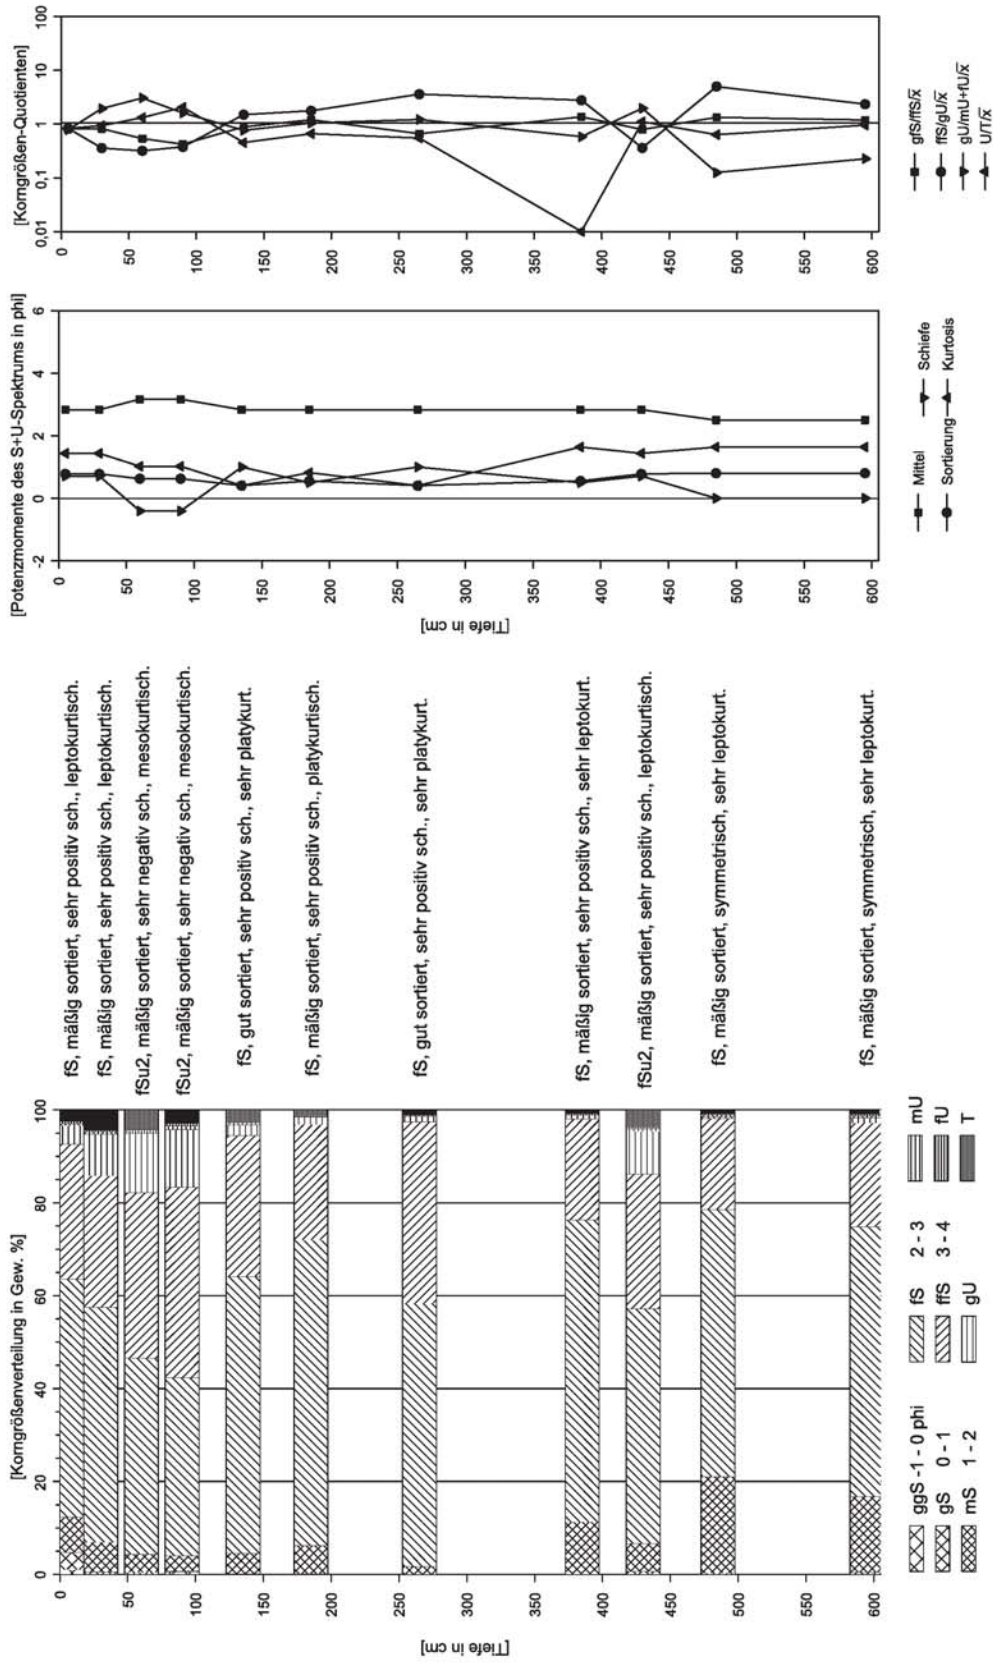 [Korngrößenverteilung in Gew. %]
0 20 40 60 80 100
[Tiefe in cm]
0
50
100
150
200
250
300
350
400
450
500
550
600
fS, mäßig sortiert, sehr positiv sch., leptokurtisch.
fS, mäßig sortiert, sehr positiv sch., leptokurt.
fSu2, mäßig sortiert, sehr negativ sch., mesokurtisch.
fSu2, mäßig sortiert, sehr negativ sch., mesokurtisch.
fS, gut sortiert, sehr positiv sch., sehr platykurt.
fS, mäßig sortiert, sehr positiv sch., platykurtisch.
fS, gut sortiert, sehr positiv sch., sehr platykurt.
fS, mäßig sortiert, sehr positiv sch., sehr leptokurt.
fSu2, mäßig sortiert, sehr positiv sch., leptokurtisch.
fS, mäßig sortiert, symmetrisch, sehr leptokurt.
fS, mäßig sortiert, symmetrisch, sehr leptokurt.
ggS -1 - 0 phi fS 2 - 3 mU
gS 0 - 1 ffS 3 - 4 fU
mS 1 - 2 gU T
[Potenzmomente des S+U-Spektrums in phi]
-2 0 2 4 6
[Tiefe in cm]
0
50
100
150
200
250
300
350
400
450
500
550
600
Mittel Schiefe
Sortierung Kurtosis
[Korngrößen-Quotienten]
0,01 0,1 1 10 100
0
50
100
150
200
250
300
350
400
450
500
550
600
gfS/ffS/x̅
ffS/gU/x̅
gU/mU+fU/x̅
U/T/x̅